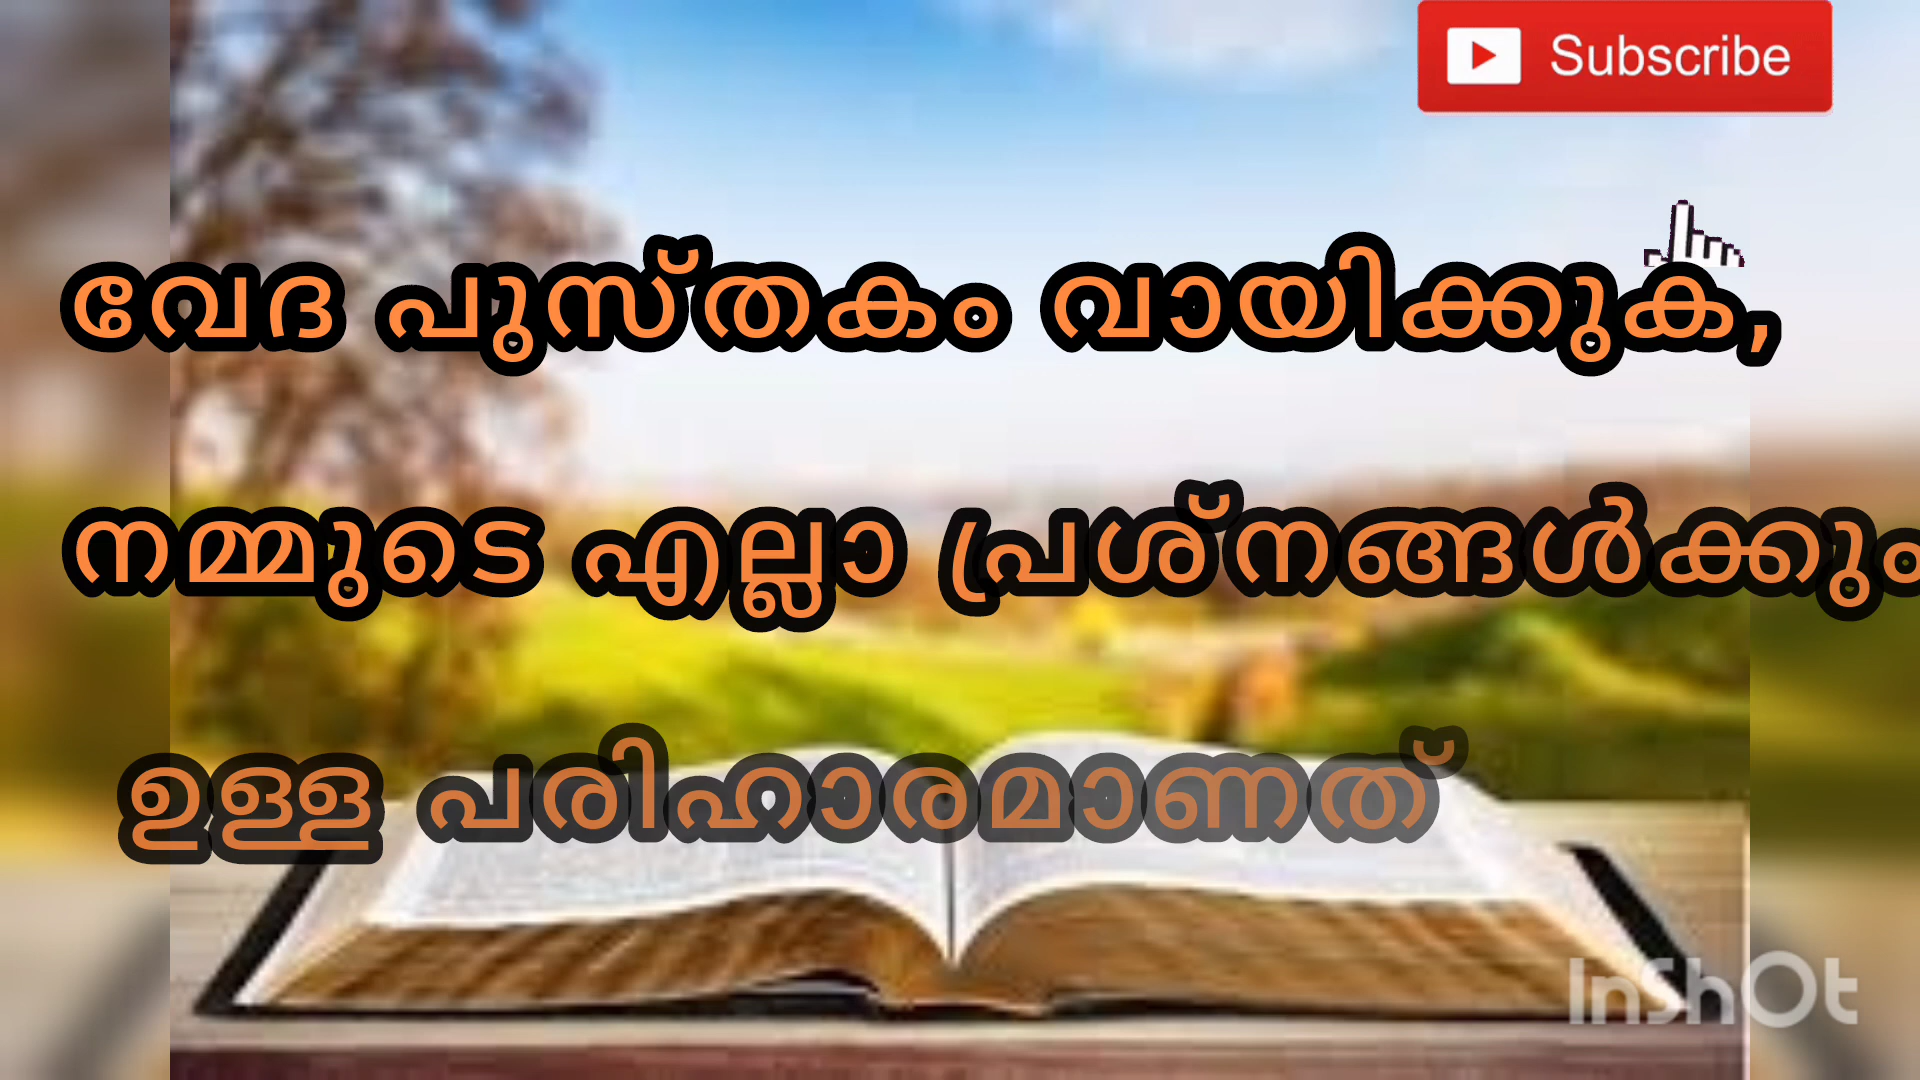 Subscribe
വേദ പുസ്തകം വായിക്കുക,
നമ്മുടെ എല്ലാ പ്രശ്നങ്ങൾക്കും
ഉള്ള പരിഹാരമാണത്
InShOt